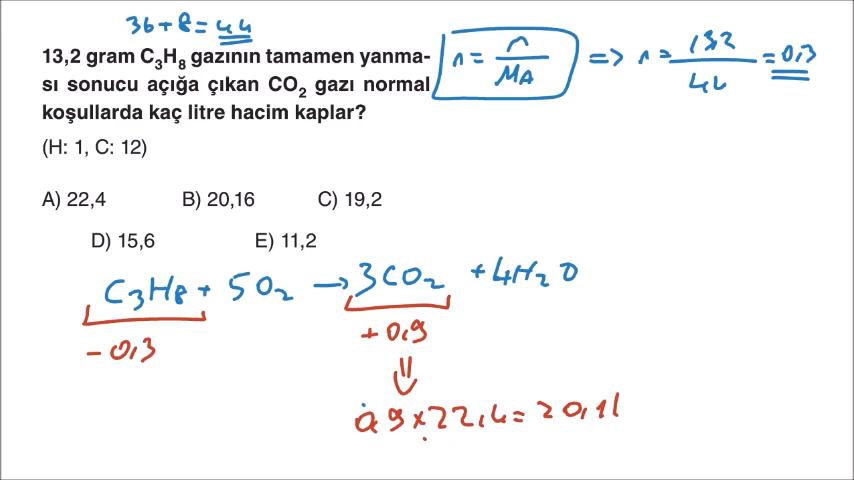 36+8=44
13,2 gram C₃H₈ gazının tamamen yanma-
sı sonucu açığa çıkan CO₂ gazı normal
koşullarda kaç litre hacim kaplar?
n = n/MA => n = 13,2/44 = 0,3
(H: 1, C: 12)
A) 22,4 B) 20,16 C) 19,2
D) 15,6 E) 11,2
C₃H₈ + 5O₂ → 3CO₂ + 4H₂O
- 0,3 + 0,9
0,9×22,4= 20,1L